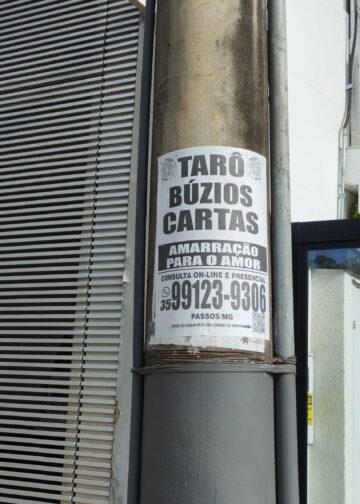 TARÔ
BÚZIOS
CARTAS
AMARRAÇÃO
PARA O AMOR
CONSULTA ON-LINE E PRESENCIAL
35 99123-9306
PASSOS/MG